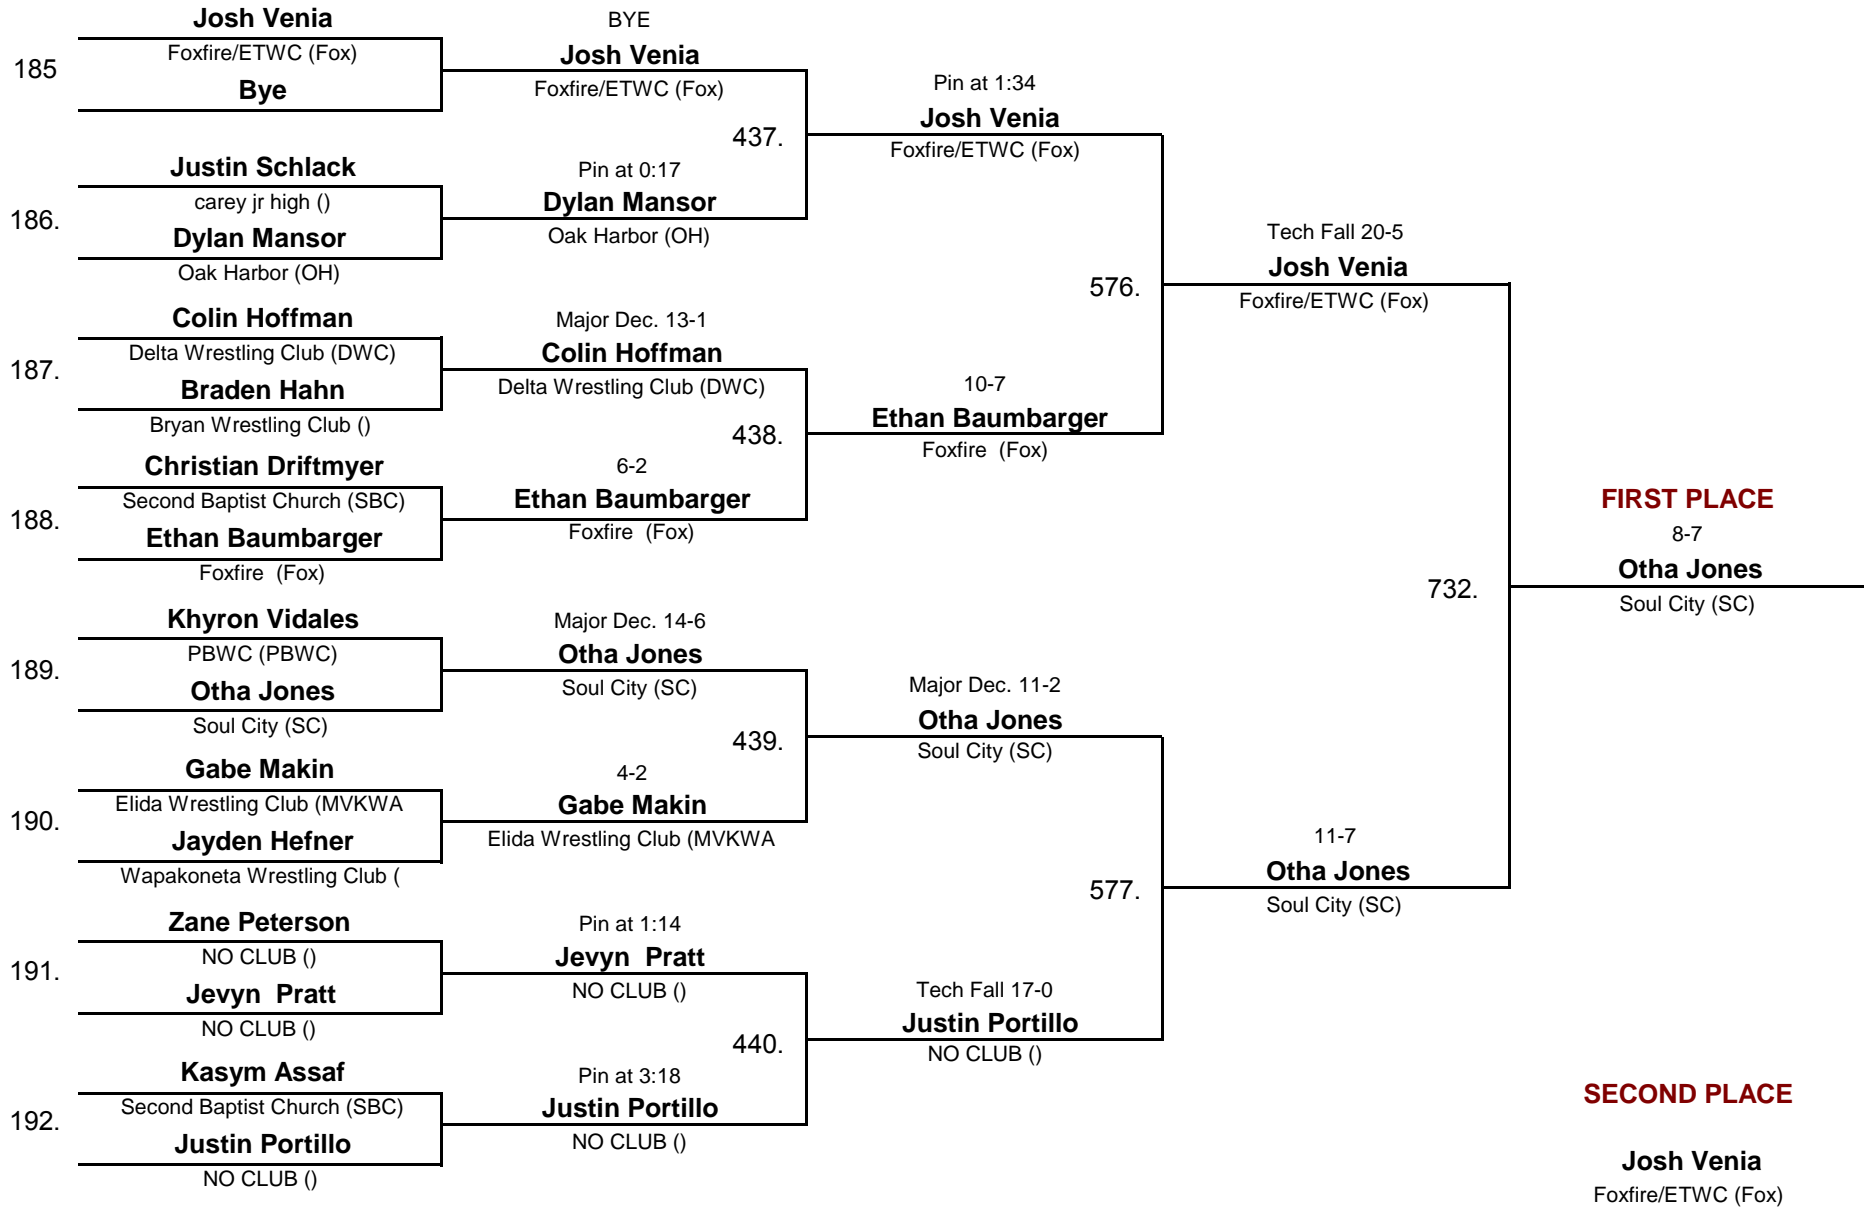 Josh Venia
185
Foxfire/ETWC (Fox)
Bye
186.
Justin Schlack
carey jr high ()
Dylan Mansor
Oak Harbor (OH)
187.
Colin Hoffman
Delta Wrestling Club (DWC)
Braden Hahn
Bryan Wrestling Club ()
188.
Christian Driftmyer
Second Baptist Church (SBC)
Ethan Baumbarger
Foxfire  (Fox)
189.
Khyron Vidales
PBWC (PBWC)
Otha Jones
Soul City (SC)
190.
Gabe Makin
Elida Wrestling Club (MVKWA
Jayden Hefner
Wapakoneta Wrestling Club (
191.
Zane Peterson
NO CLUB ()
Jevyn  Pratt
NO CLUB ()
192.
Kasym Assaf
Second Baptist Church (SBC)
Justin Portillo
NO CLUB ()
BYE
Josh Venia
Foxfire/ETWC (Fox)
437.
Pin at 0:17
Dylan Mansor
Oak Harbor (OH)
Major Dec. 13-1
Colin Hoffman
Delta Wrestling Club (DWC)
438.
6-2
Ethan Baumbarger
Foxfire  (Fox)
Major Dec. 14-6
Otha Jones
Soul City (SC)
439.
4-2
Gabe Makin
Elida Wrestling Club (MVKWA
Pin at 1:14
Jevyn  Pratt
NO CLUB ()
440.
Pin at 3:18
Justin Portillo
NO CLUB ()
Pin at 1:34
Josh Venia
Foxfire/ETWC (Fox)
576.
10-7
Ethan Baumbarger
Foxfire  (Fox)
Major Dec. 11-2
Otha Jones
Soul City (SC)
577.
Tech Fall 17-0
Justin Portillo
NO CLUB ()
Tech Fall 20-5
Josh Venia
Foxfire/ETWC (Fox)
732.
11-7
Otha Jones
Soul City (SC)
FIRST PLACE
8-7
Otha Jones
Soul City (SC)
SECOND PLACE
Josh Venia
Foxfire/ETWC (Fox)